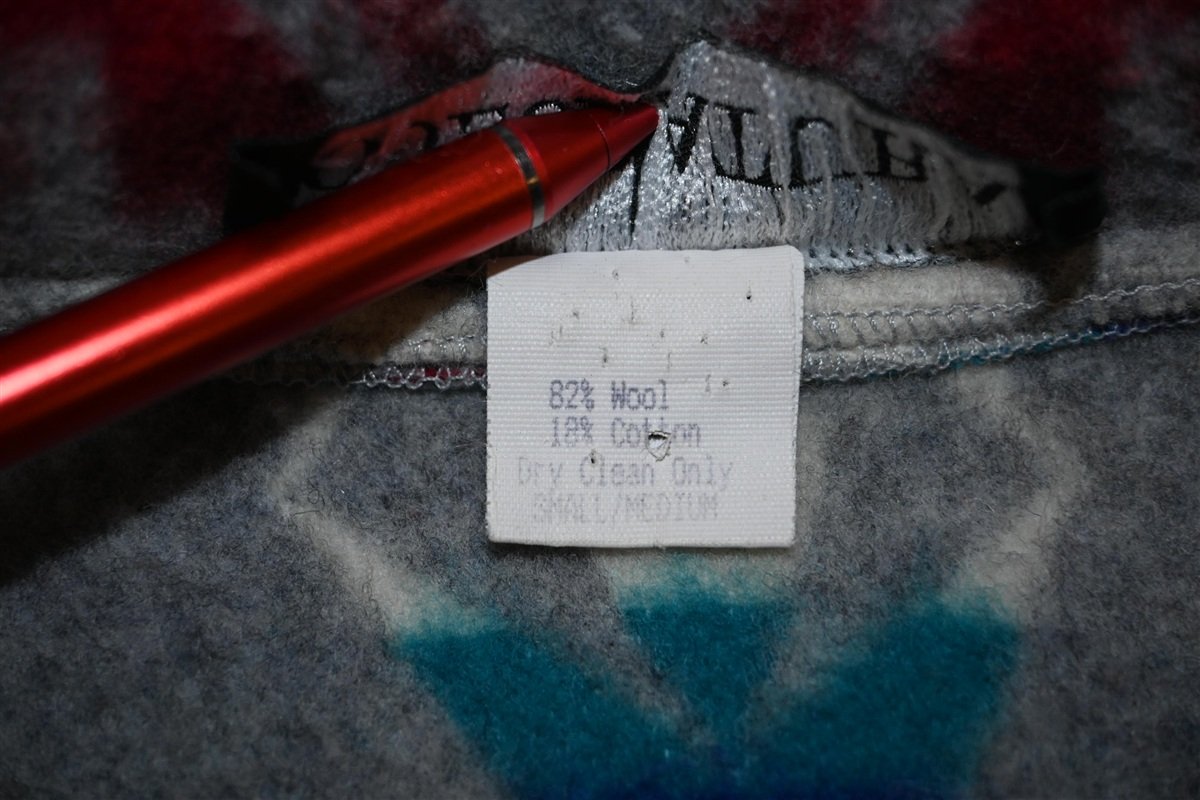 82% Wool
18% Cotton
Dry Clean Only
SMALL/MEDIUM